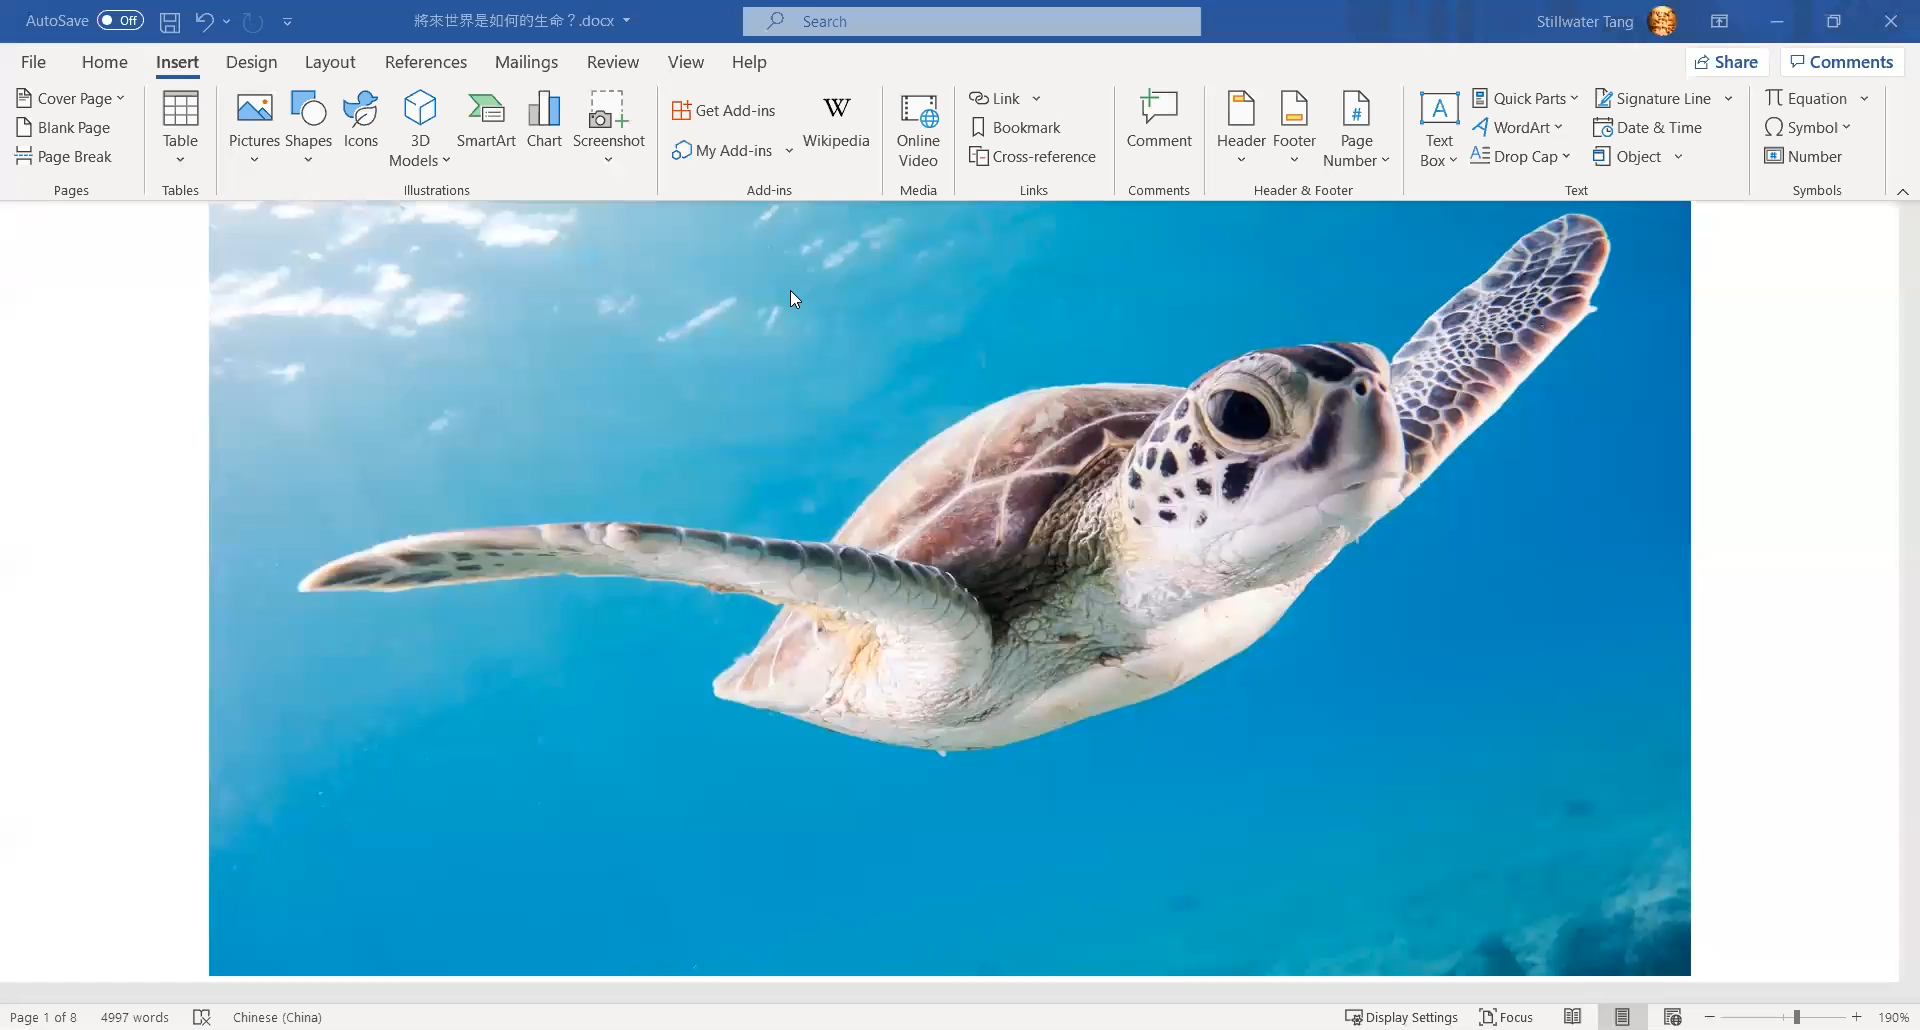 AutoSave Off 將來世界是如何的生命？.docx Search Stillwater Tang
File Home Insert Design Layout References Mailings Review View Help Share Comments
Cover Page
Blank Page
Page Break
Pages
Table
Tables
Pictures Shapes Icons 3D Models SmartArt Chart Screenshot
Illustrations
Get Add-ins
My Add-ins
W Wikipedia
Add-ins
Online Video
Media
Link
Bookmark
Cross-reference
Links
Comment
Comments
Header Footer Page Number
Header & Footer
Text Box
Quick Parts
WordArt
Drop Cap
Signature Line
Date & Time
Object
Text
Equation
Symbol
Number
Symbols
Page 1 of 8 4997 words Chinese (China) Display Settings Focus 190%